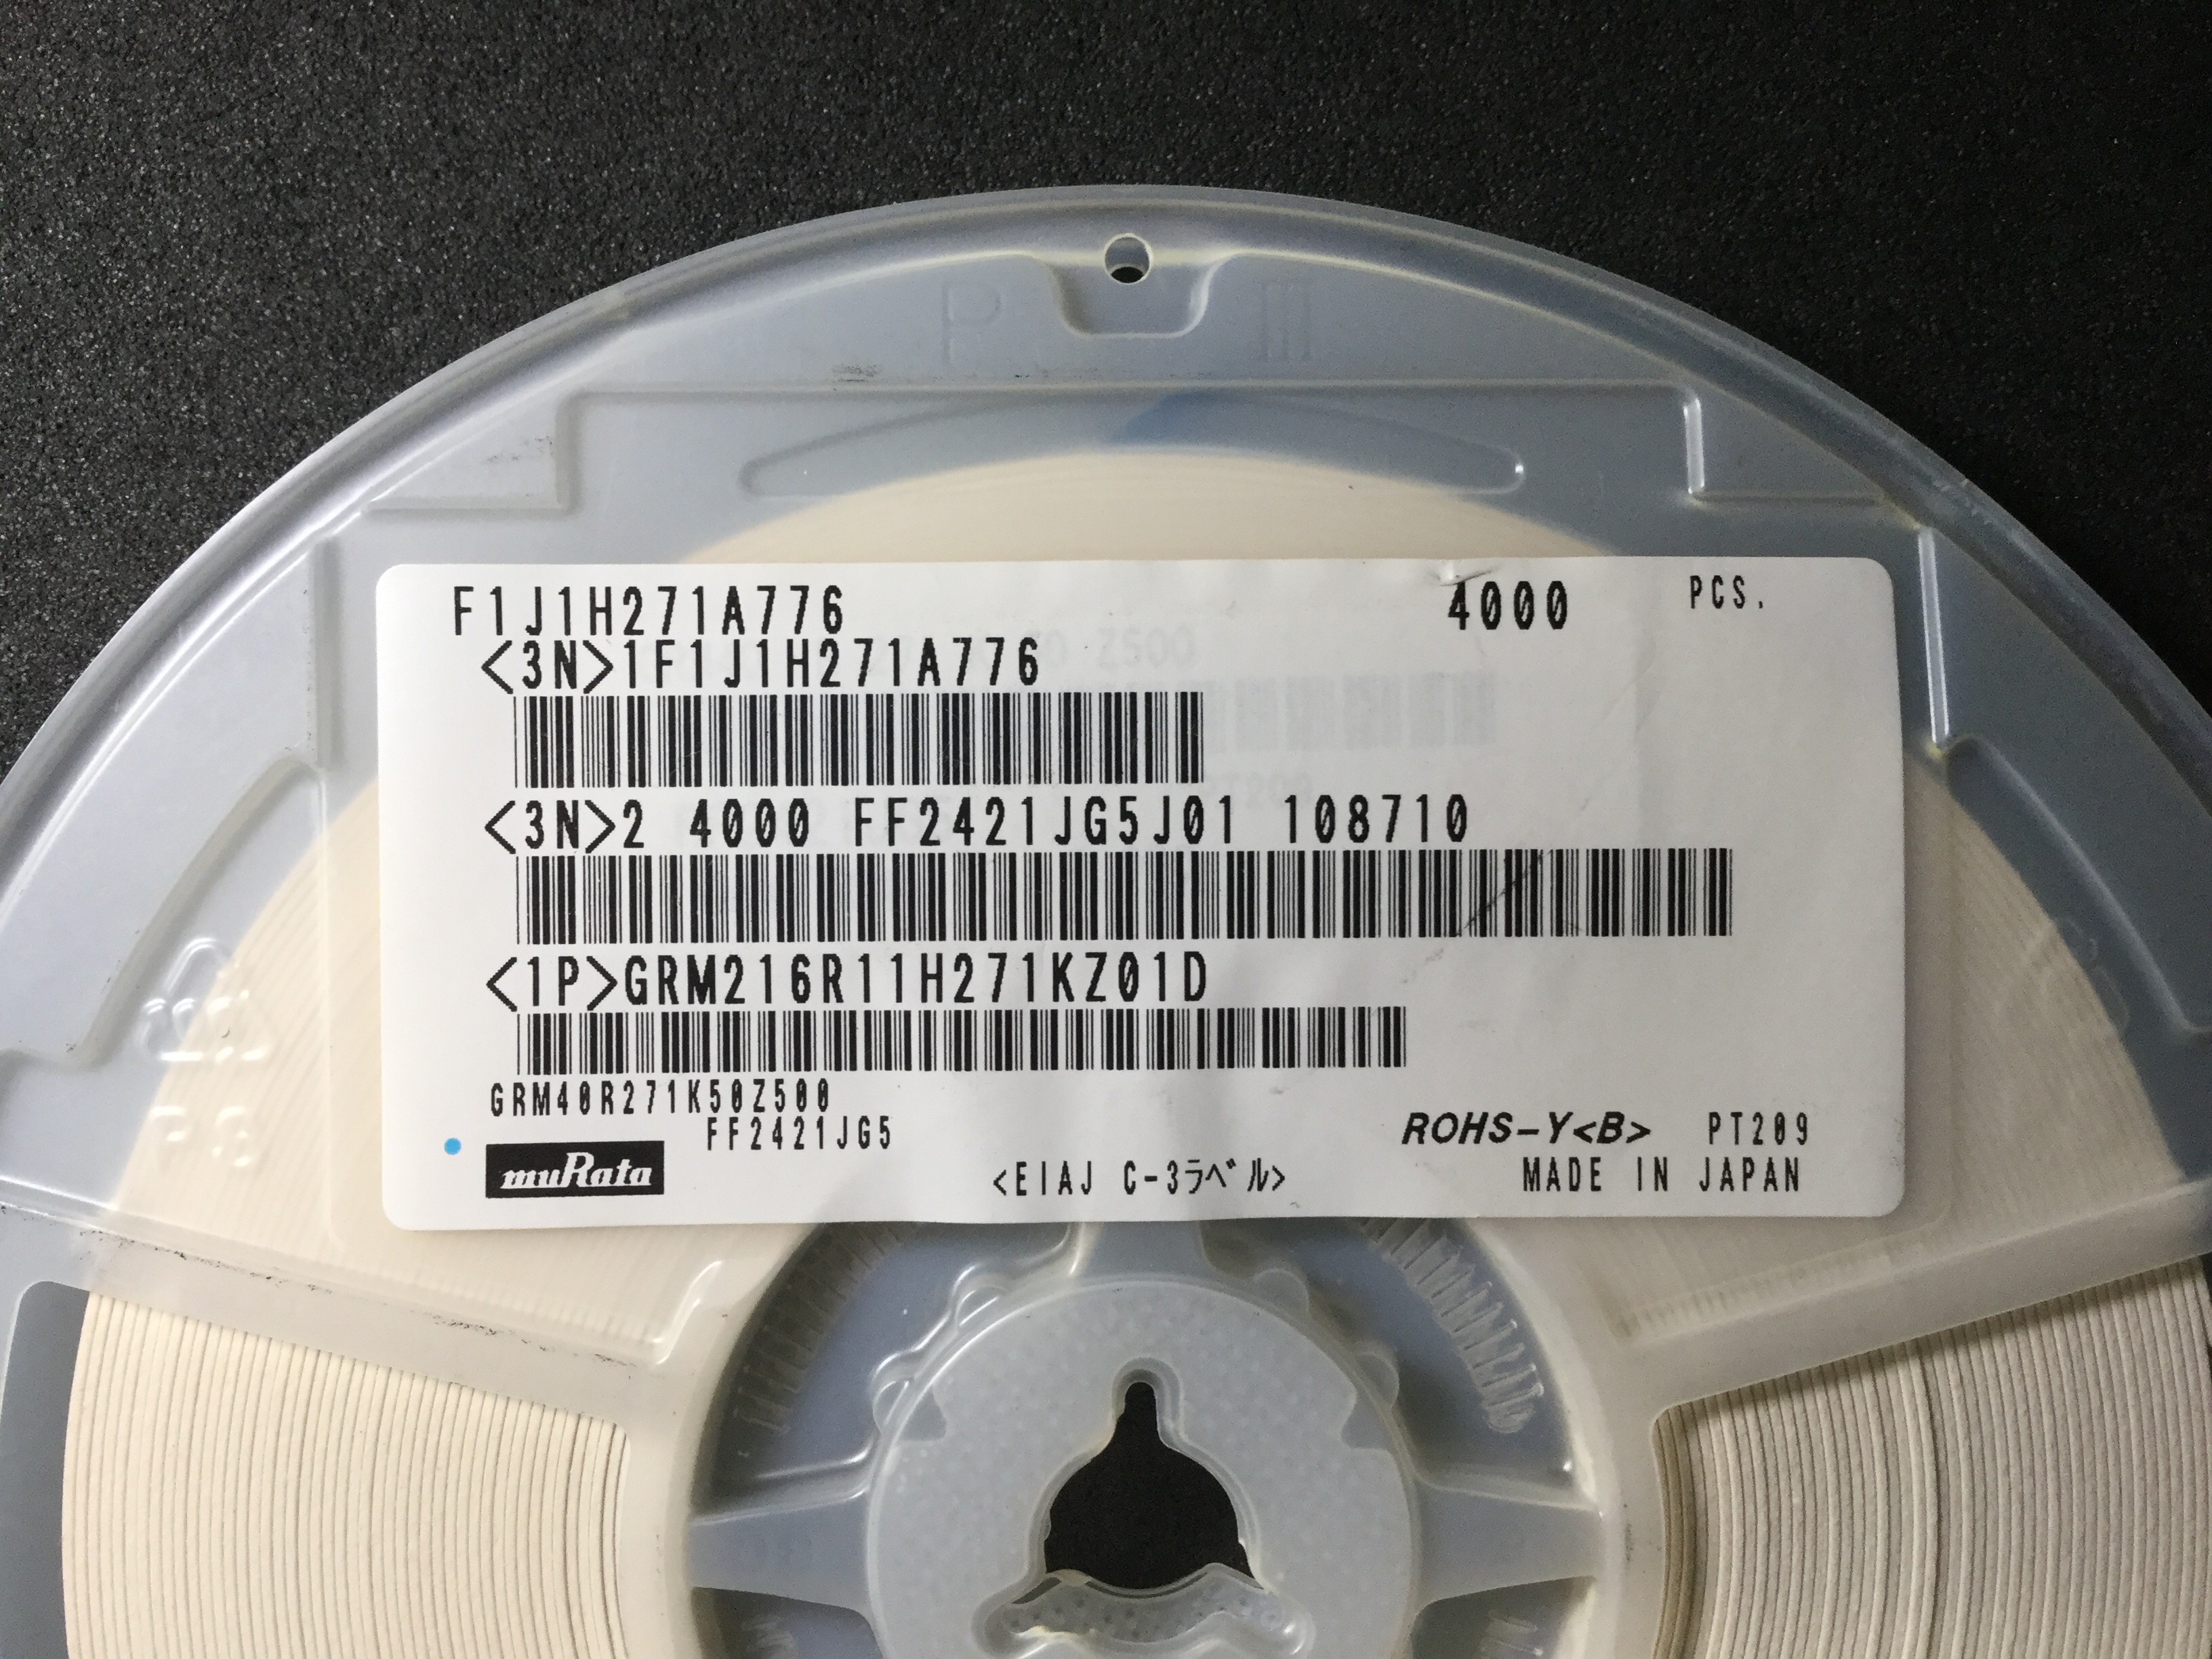 F1J1H271A776 4000 PCS.
<3N>1F1J1H271A776
<3N>2 4000 FF2421JG5J01 108710
<1P>GRM216R11H271KZ01D
GRM40R271K50Z500
FF2421JG5
ROHS-Y<B> PT209
muRata
<EIAJ C-3ラベル>
MADE IN JAPAN